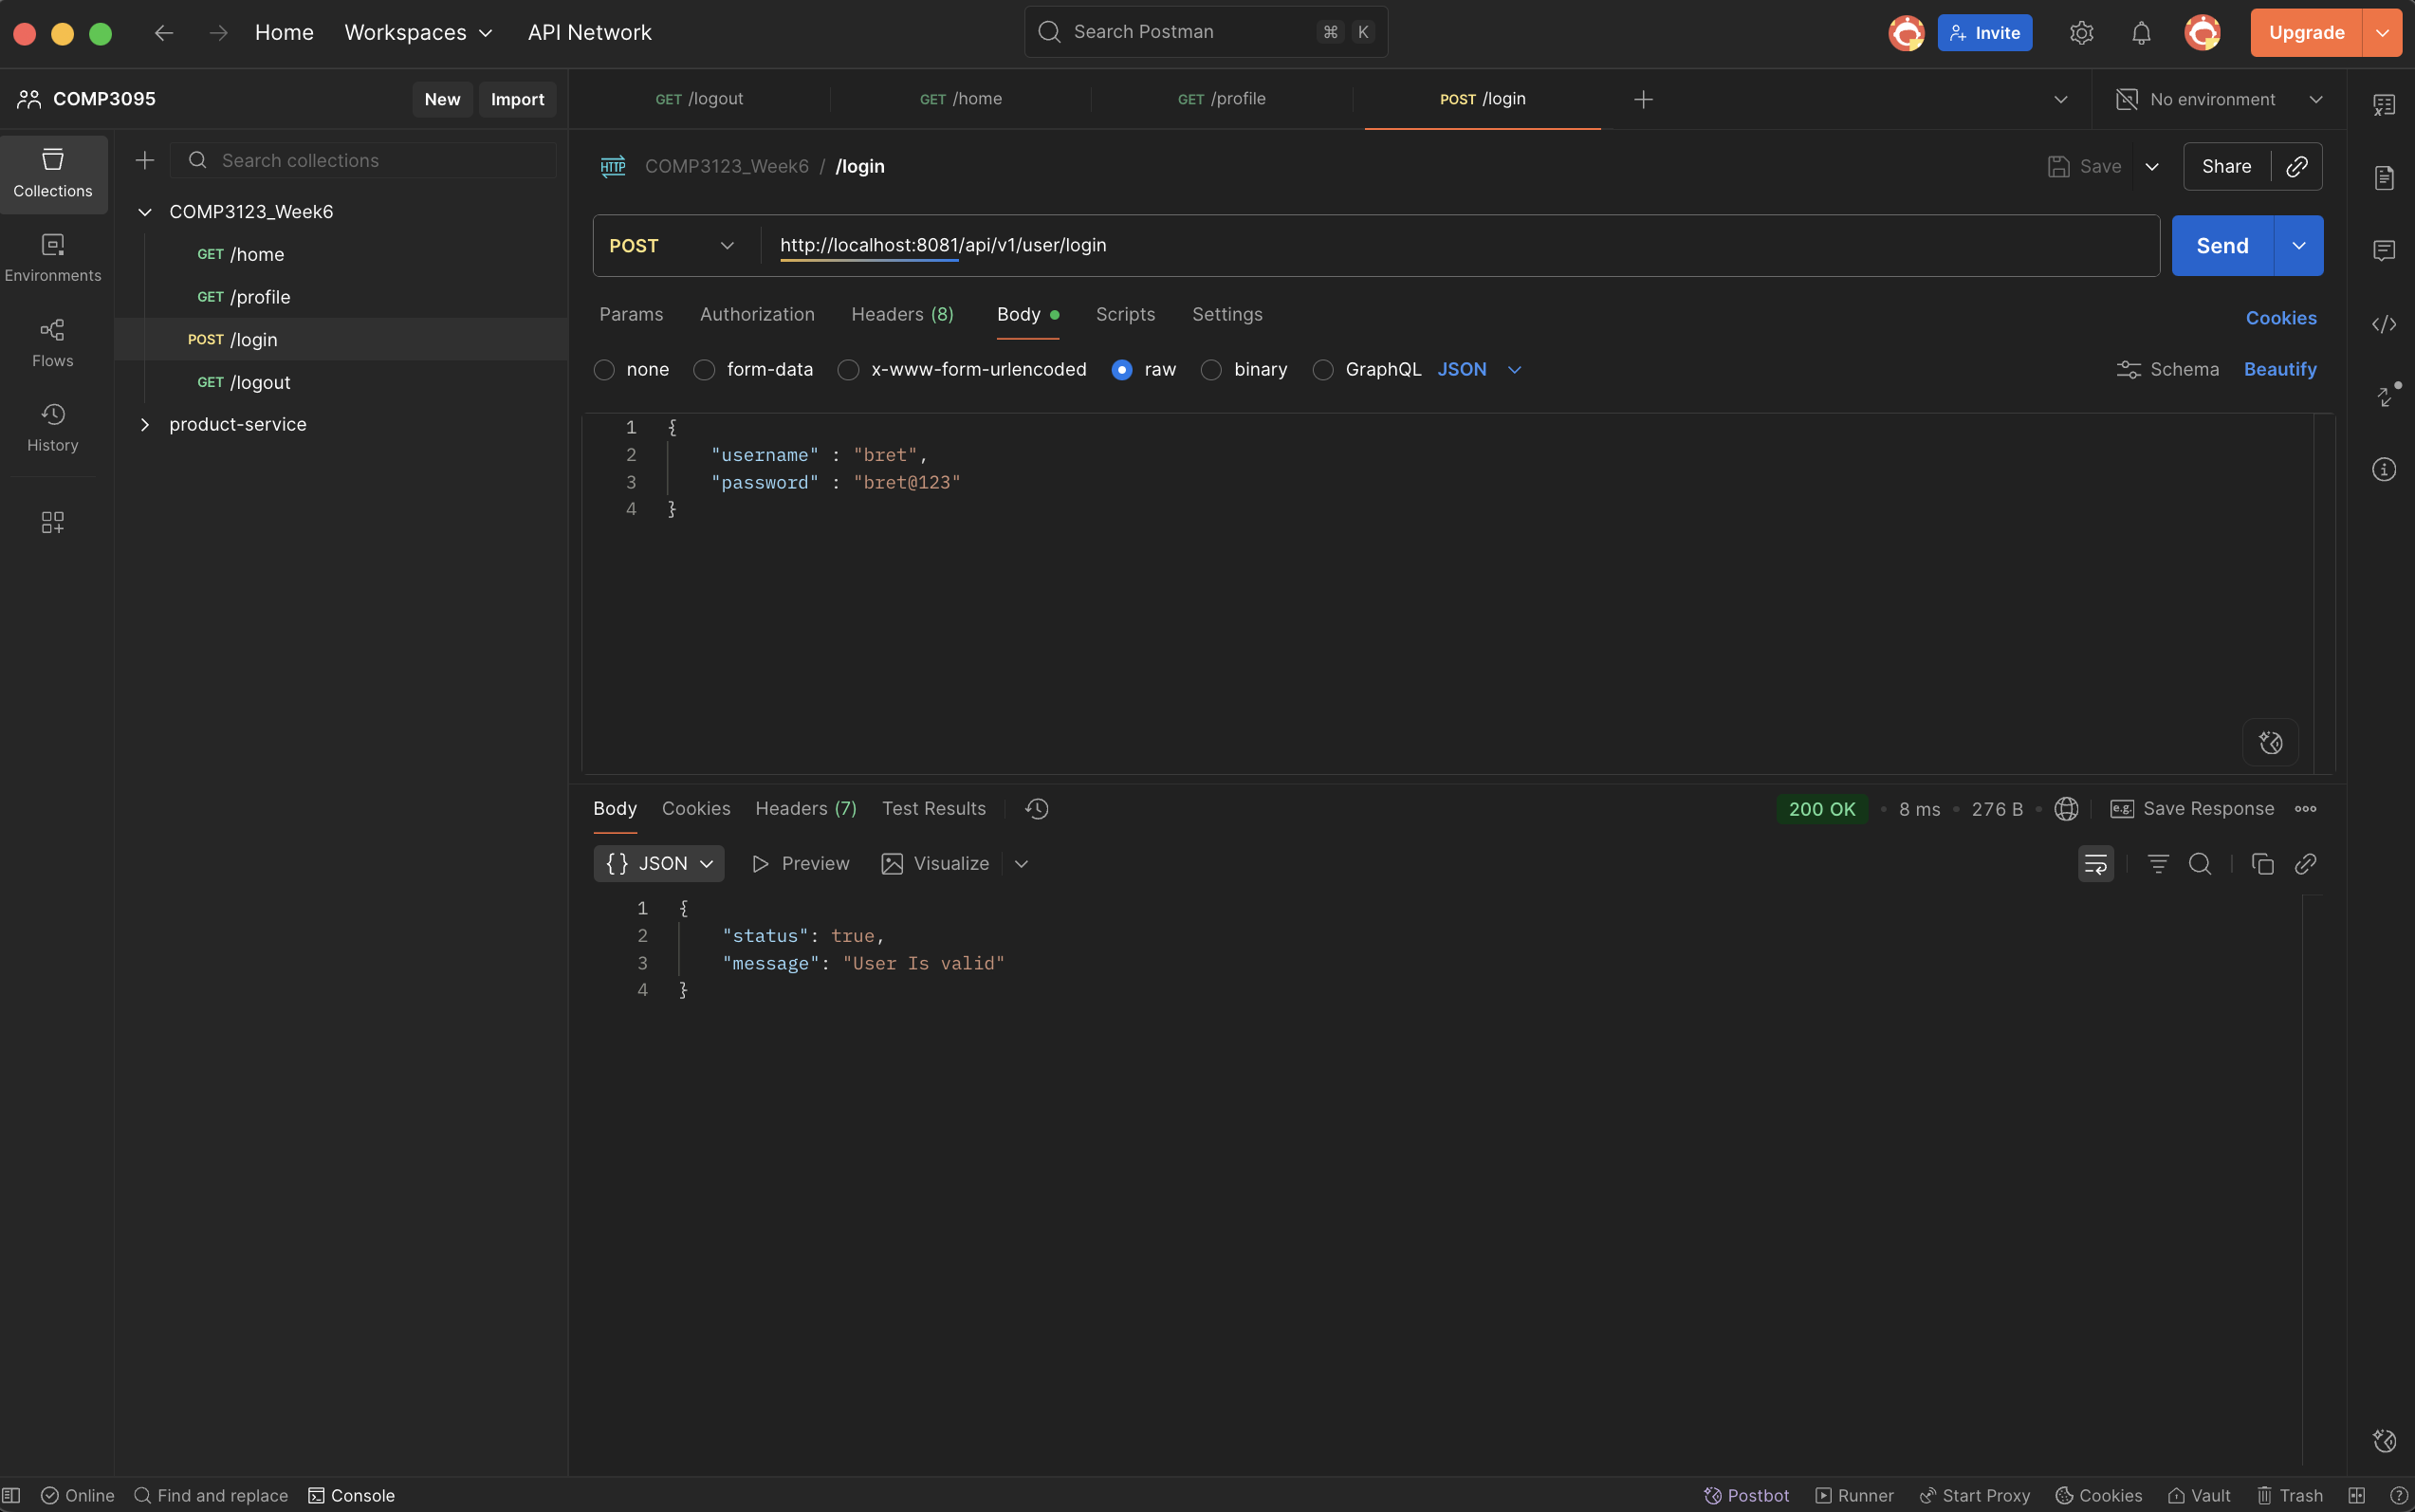 Home Workspaces API Network Search Postman ⌘ K Invite Upgrade
COMP3095 New Import GET /logout GET /home GET /profile POST /login No environment
Collections
Environments
Flows
History
Search collections
COMP3123_Week6
GET /home
GET /profile
POST /login
GET /logout
product-service
HTTP COMP3123_Week6 / /login Save Share
POST http://localhost:8081/api/v1/user/login Send
Params Authorization Headers (8) Body Scripts Settings Cookies
none form-data x-www-form-urlencoded raw binary GraphQL JSON Schema Beautify
1 {
2 "username" : "bret",
3 "password" : "bret@123"
4 }
Body Cookies Headers (7) Test Results 200 OK • 8 ms • 276 B • e.g. Save Response
{} JSON Preview Visualize
1 {
2 "status": true,
3 "message": "User Is valid"
4 }
Online Find and replace Console Postbot Runner Start Proxy Cookies Vault Trash